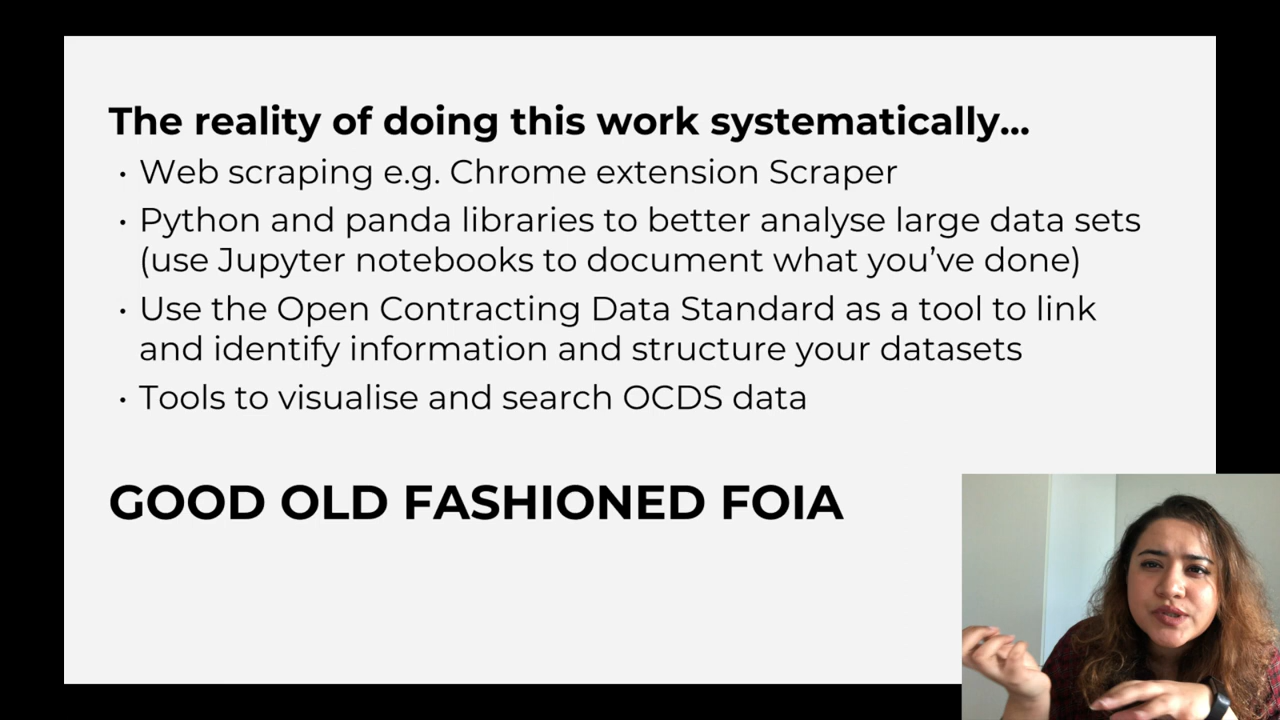 The reality of doing this work systematically...
• Web scraping e.g. Chrome extension Scraper
• Python and panda libraries to better analyse large data sets
(use Jupyter notebooks to document what you’ve done)
• Use the Open Contracting Data Standard as a tool to link
and identify information and structure your datasets
• Tools to visualise and search OCDS data
GOOD OLD FASHIONED FOIA